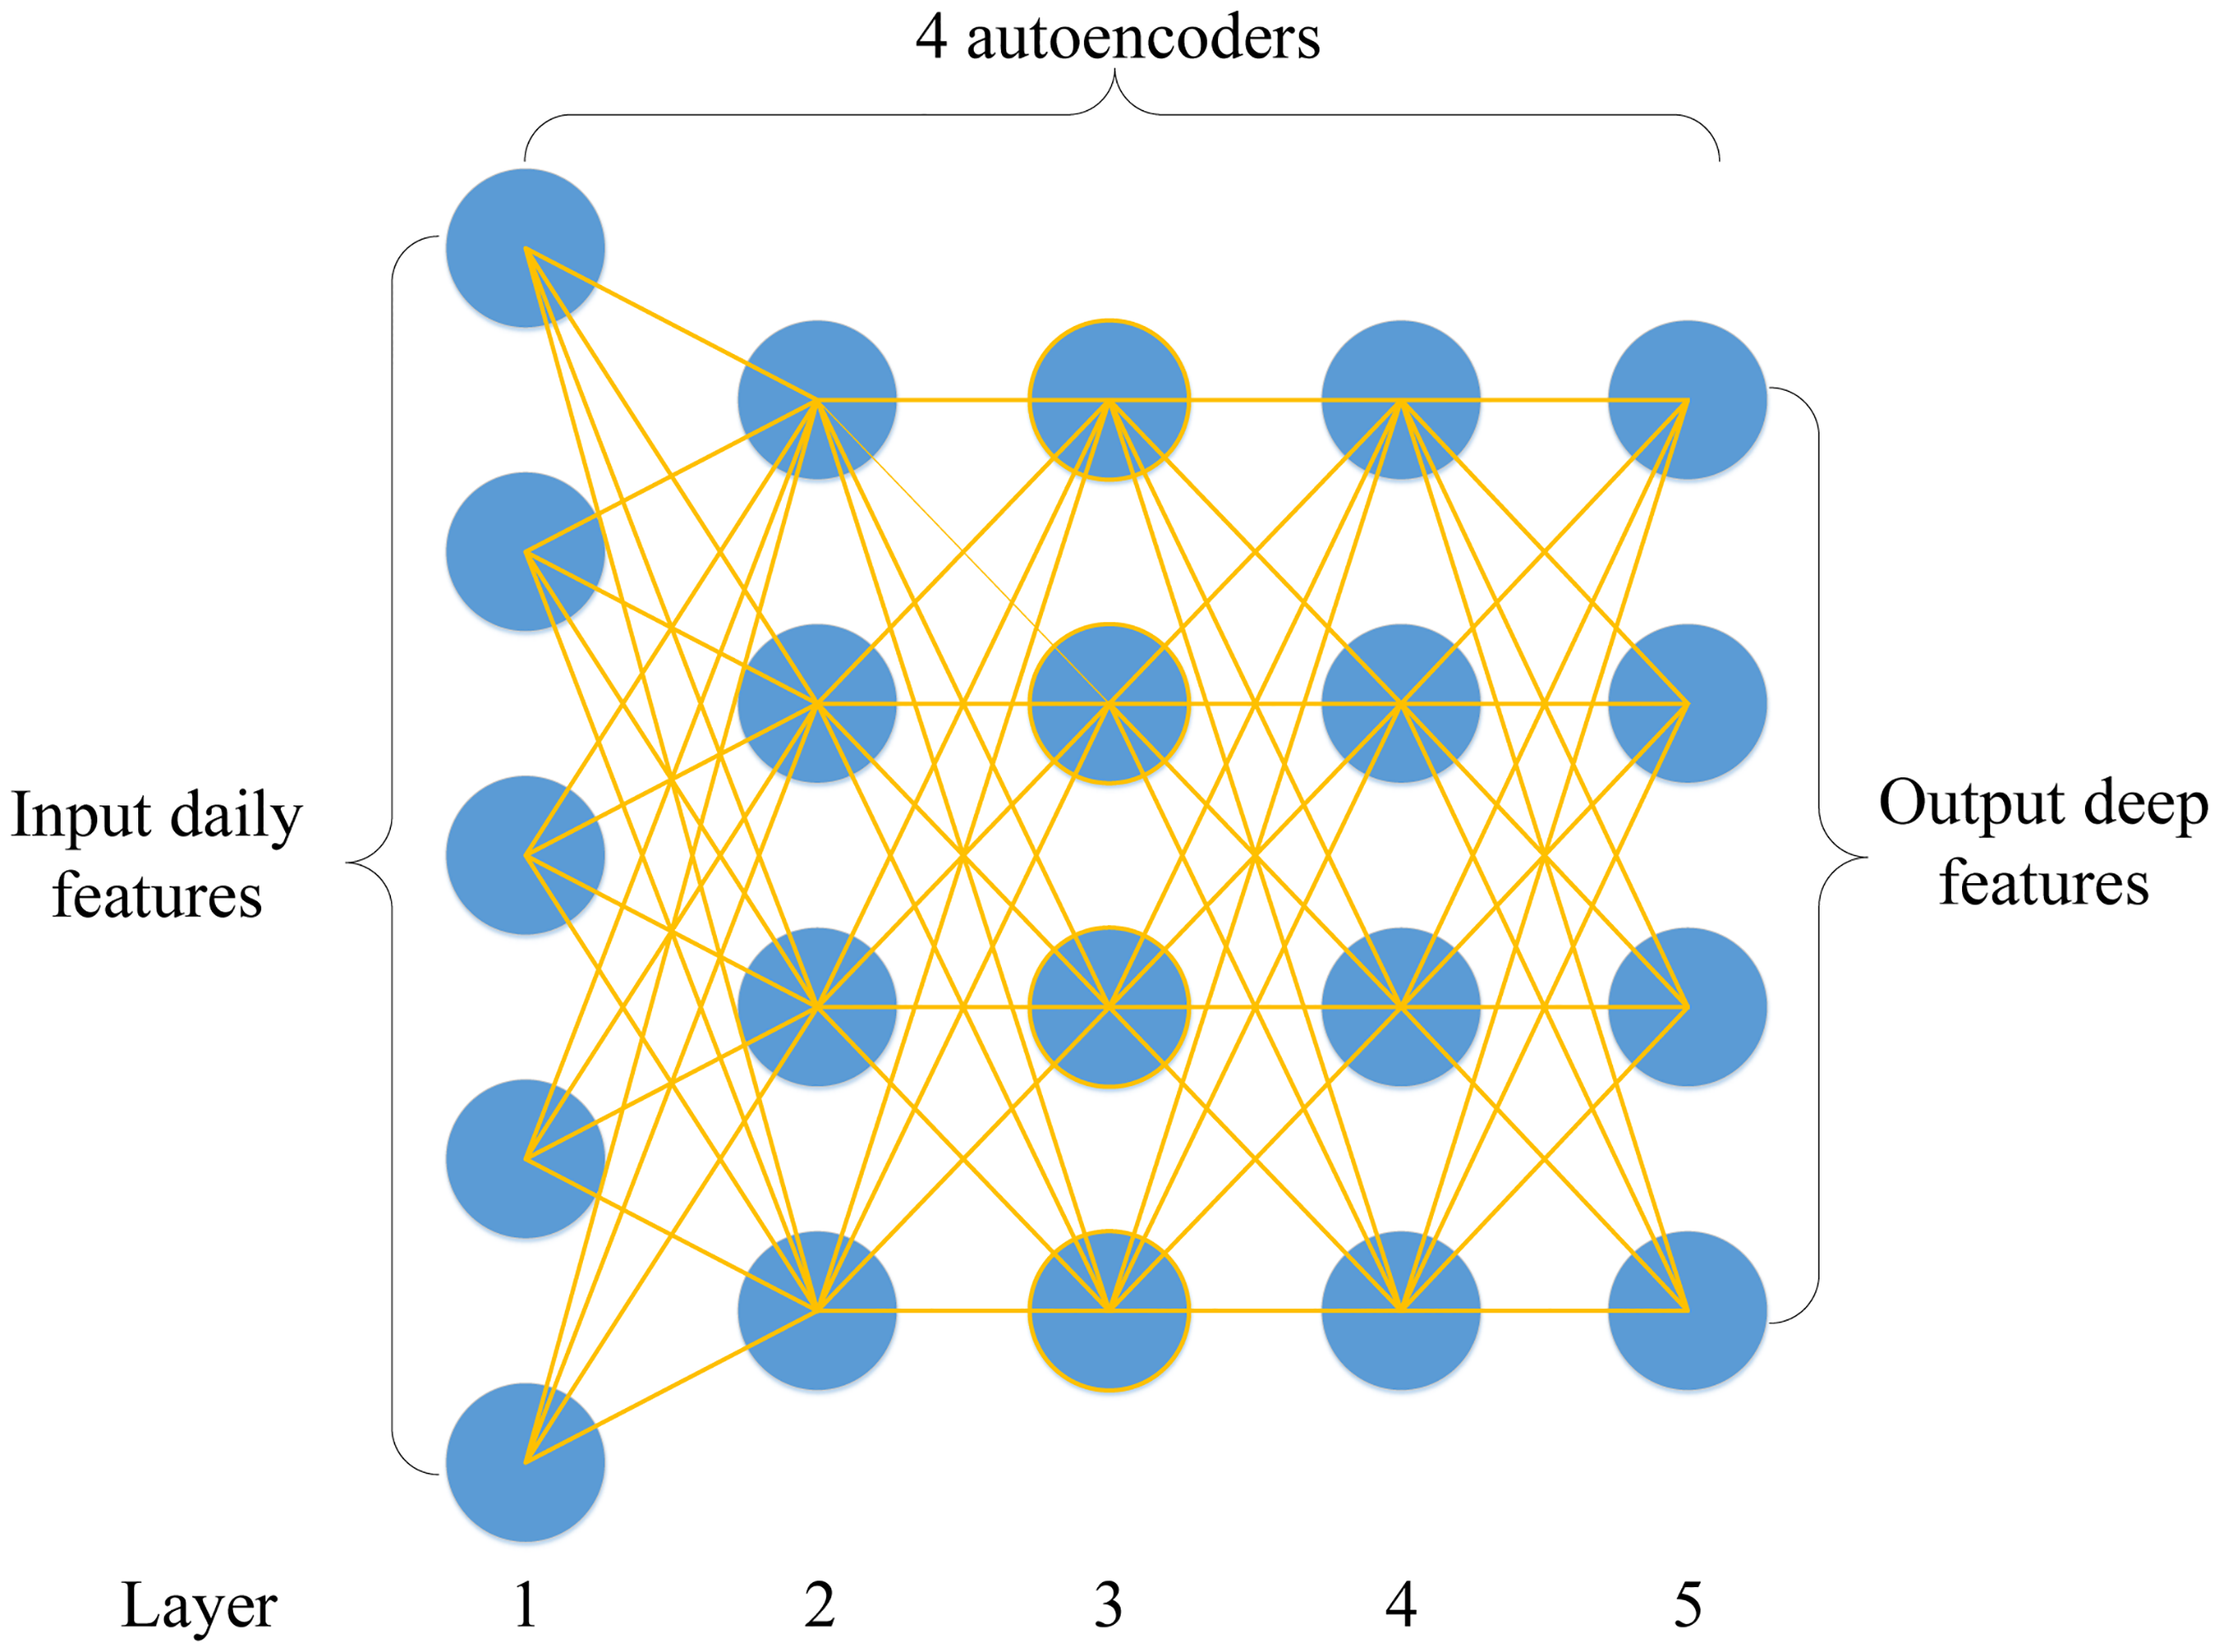 4 autoencoders
Input daily
features
Output deep
features
Layer 1 2 3 4 5